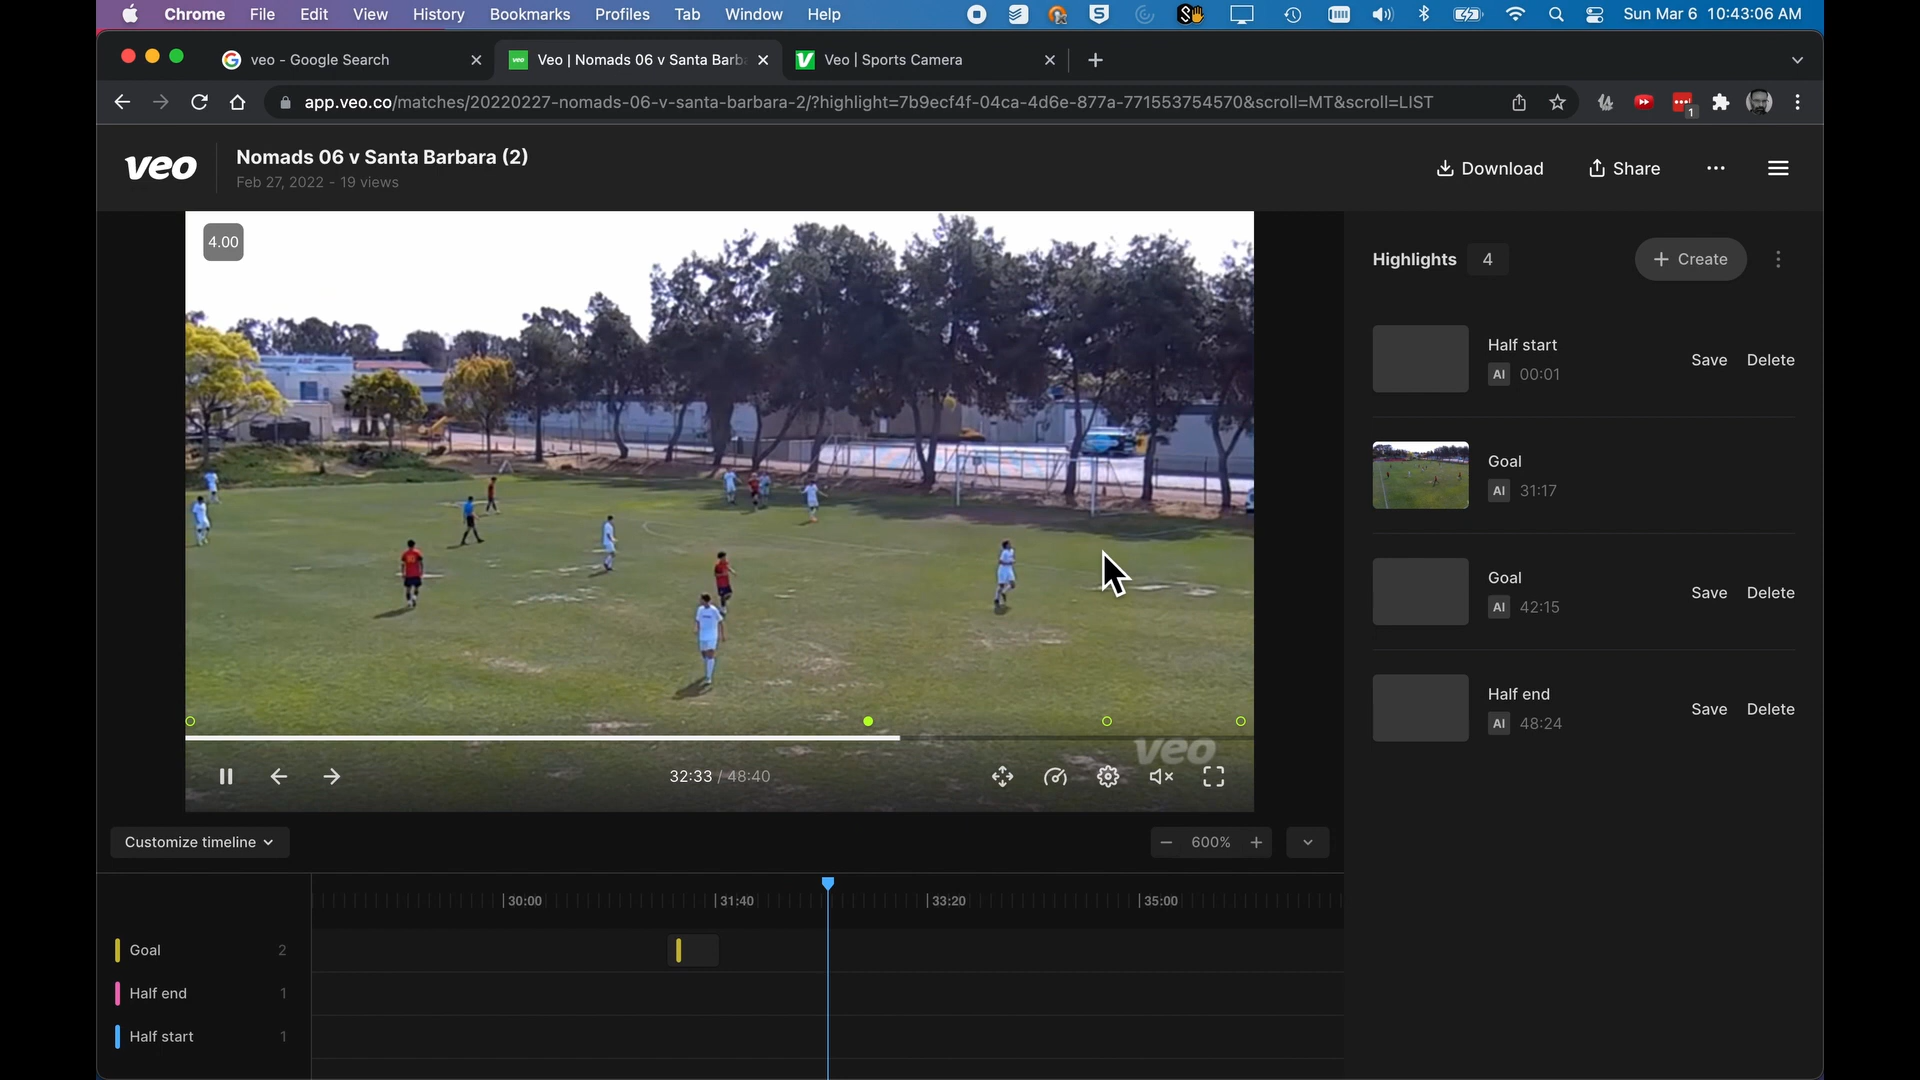 Chrome File Edit View History Bookmarks Profiles Tab Window Help Sun Mar 6 10:43:06 AM
veo - Google Search
Veo | Nomads 06 v Santa Barb
Veo | Sports Camera
app.veo.co/matches/20220227-nomads-06-v-santa-barbara-2/?highlight=7b9ecf4f-04ca-4d6e-877a-771553754570&scroll=MT&scroll=LIST
1
veo
Nomads 06 v Santa Barbara (2)
Feb 27, 2022 - 19 views
Download
Share
4.00
Highlights 4
+ Create
Half start
AI 00:01
Save Delete
Goal
AI 31:17
Goal
AI 42:15
Save Delete
Half end
AI 48:24
Save Delete
veo
32:33 / 48:40
Customize timeline
− 600% +
30:00 31:40 33:20 35:00
Goal 2
Half end 1
Half start 1